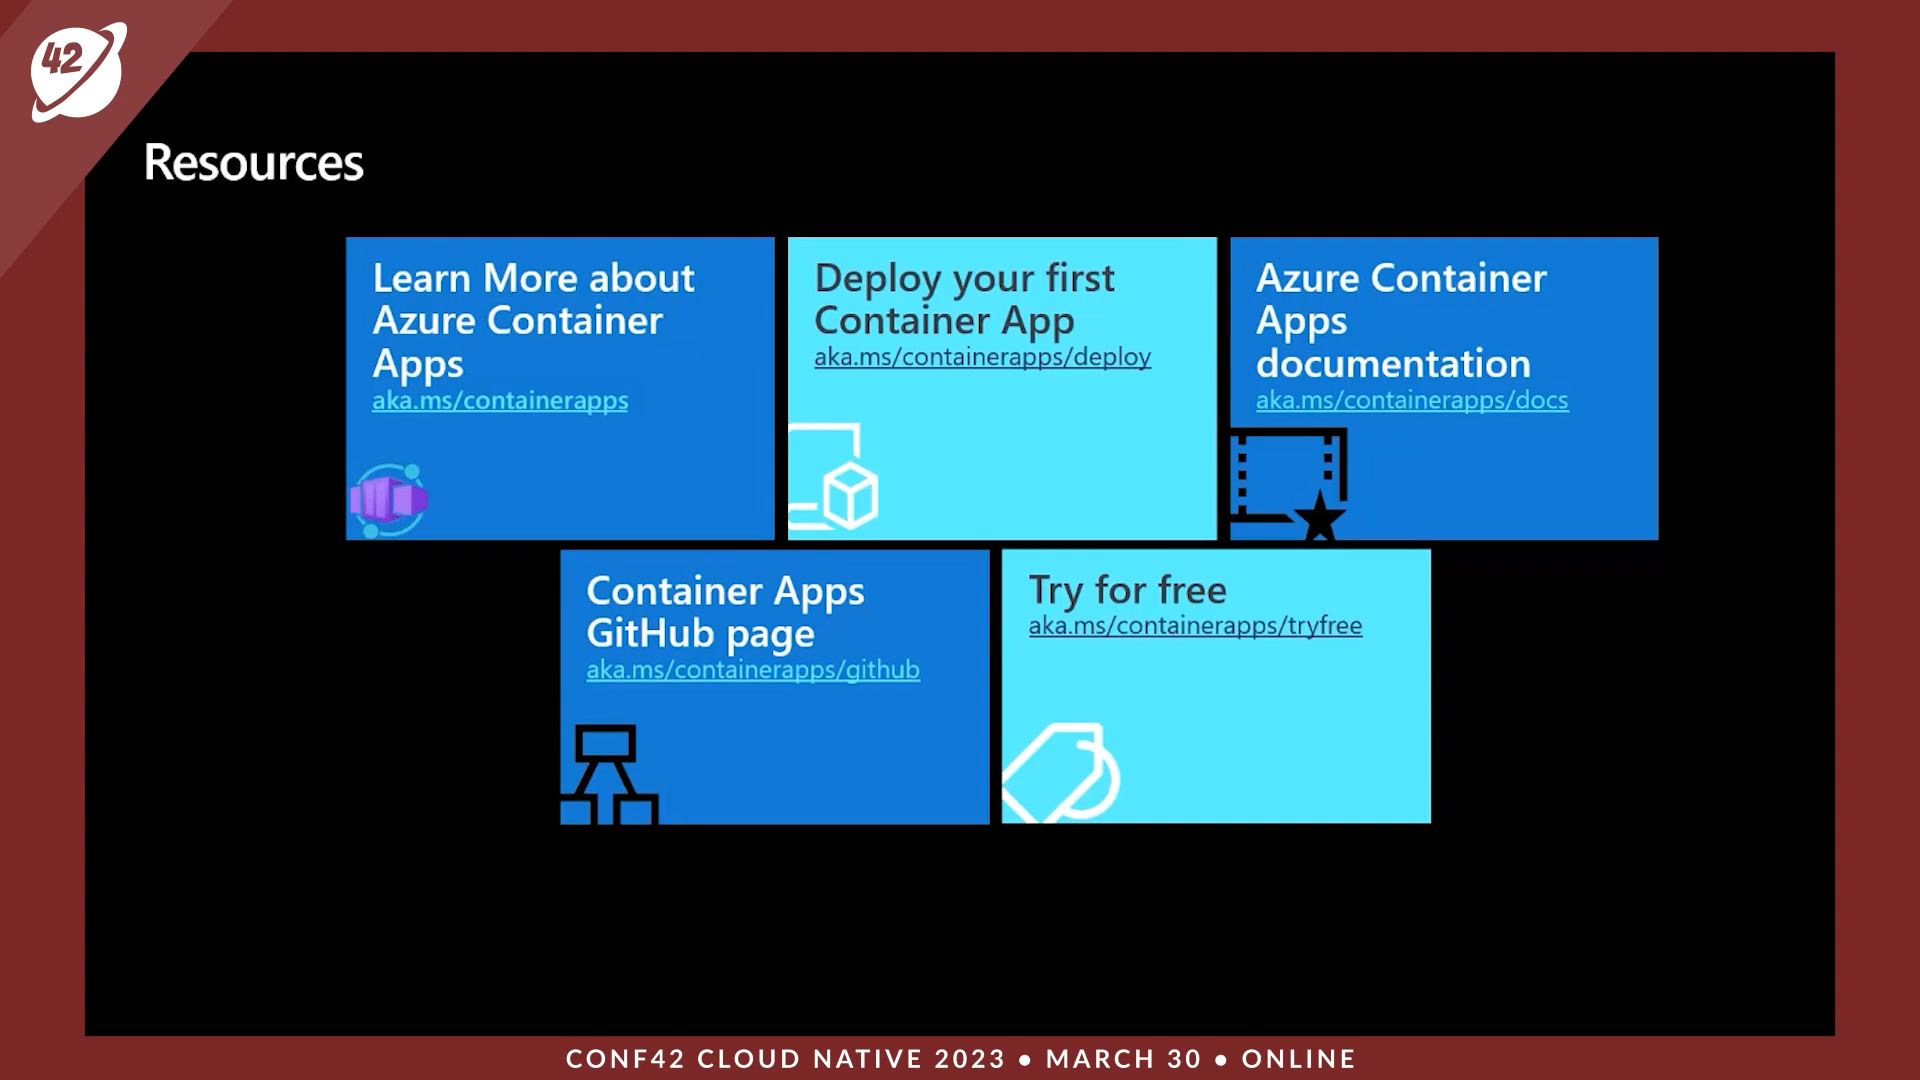 42
Resources
Learn More about
Azure Container
Apps
aka.ms/containerapps
Deploy your first
Container App
aka.ms/containerapps/deploy
Azure Container
Apps
documentation
aka.ms/containerapps/docs
Container Apps
GitHub page
aka.ms/containerapps/github
Try for free
aka.ms/containerapps/tryfree
CONF42 CLOUD NATIVE 2023 ● MARCH 30 ● ONLINE